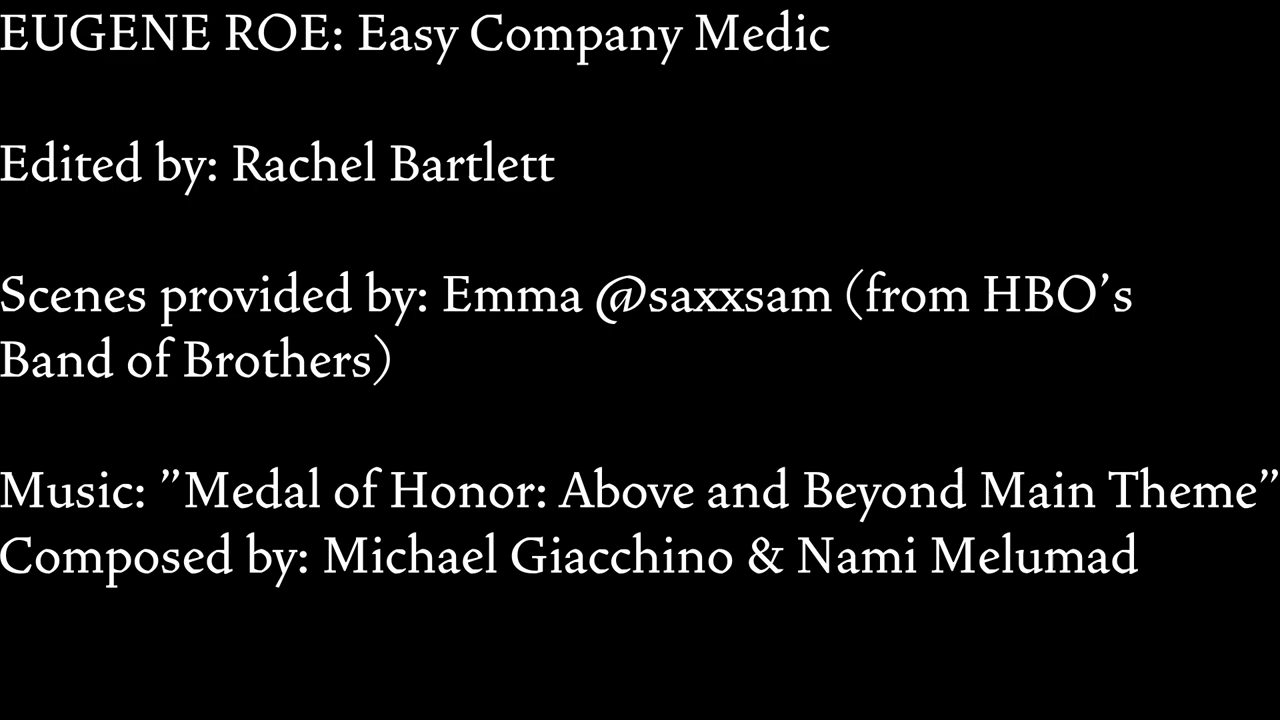 EUGENE ROE: Easy Company Medic
Edited by: Rachel Bartlett
Scenes provided by: Emma @saxxsam (from HBO’s
Band of Brothers)
Music: ”Medal of Honor: Above and Beyond Main Theme”
Composed by: Michael Giacchino & Nami Melumad